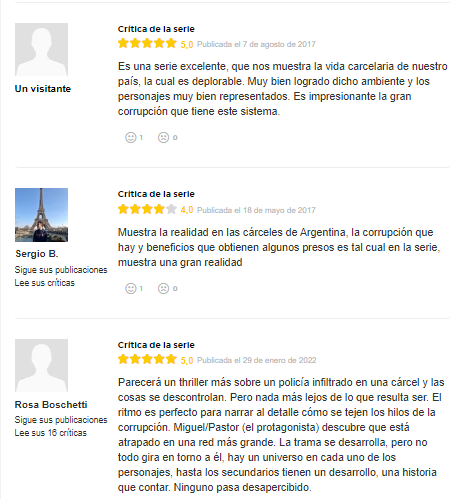 Crítica de la serie
5,0 Publicada el 7 de agosto de 2017
Es una serie excelente, que nos muestra la vida carcelaria de nuestro
país, la cual es deplorable. Muy bien logrado dicho ambiente y los
personajes muy bien representados. Es impresionante la gran
corrupción que tiene este sistema.
Un visitante
1 0
Crítica de la serie
4,0 Publicada el 18 de mayo de 2017
Muestra la realidad en las cárceles de Argentina, la corrupción que
hay y beneficios que obtienen algunos presos es tal cual en la serie,
muestra una gran realidad
Sergio B.
Sigue sus publicaciones
Lee sus críticas
1 0
Crítica de la serie
5,0 Publicada el 29 de enero de 2022
Parecerá un thriller más sobre un policía infiltrado en una cárcel y las
cosas se descontrolan. Pero nada más lejos de lo que resulta ser. El
ritmo es perfecto para narrar al detalle cómo se tejen los hilos de la
corrupción. Miguel/Pastor (el protagonista) descubre que está
atrapado en una red más grande. La trama se desarrolla, pero no
todo gira en torno a él, hay un universo en cada uno de los
personajes, hasta los secundarios tienen un desarrollo, una historia
que contar. Ninguno pasa desapercibido.
Rosa Boschetti
Sigue sus publicaciones
Lee sus 16 críticas